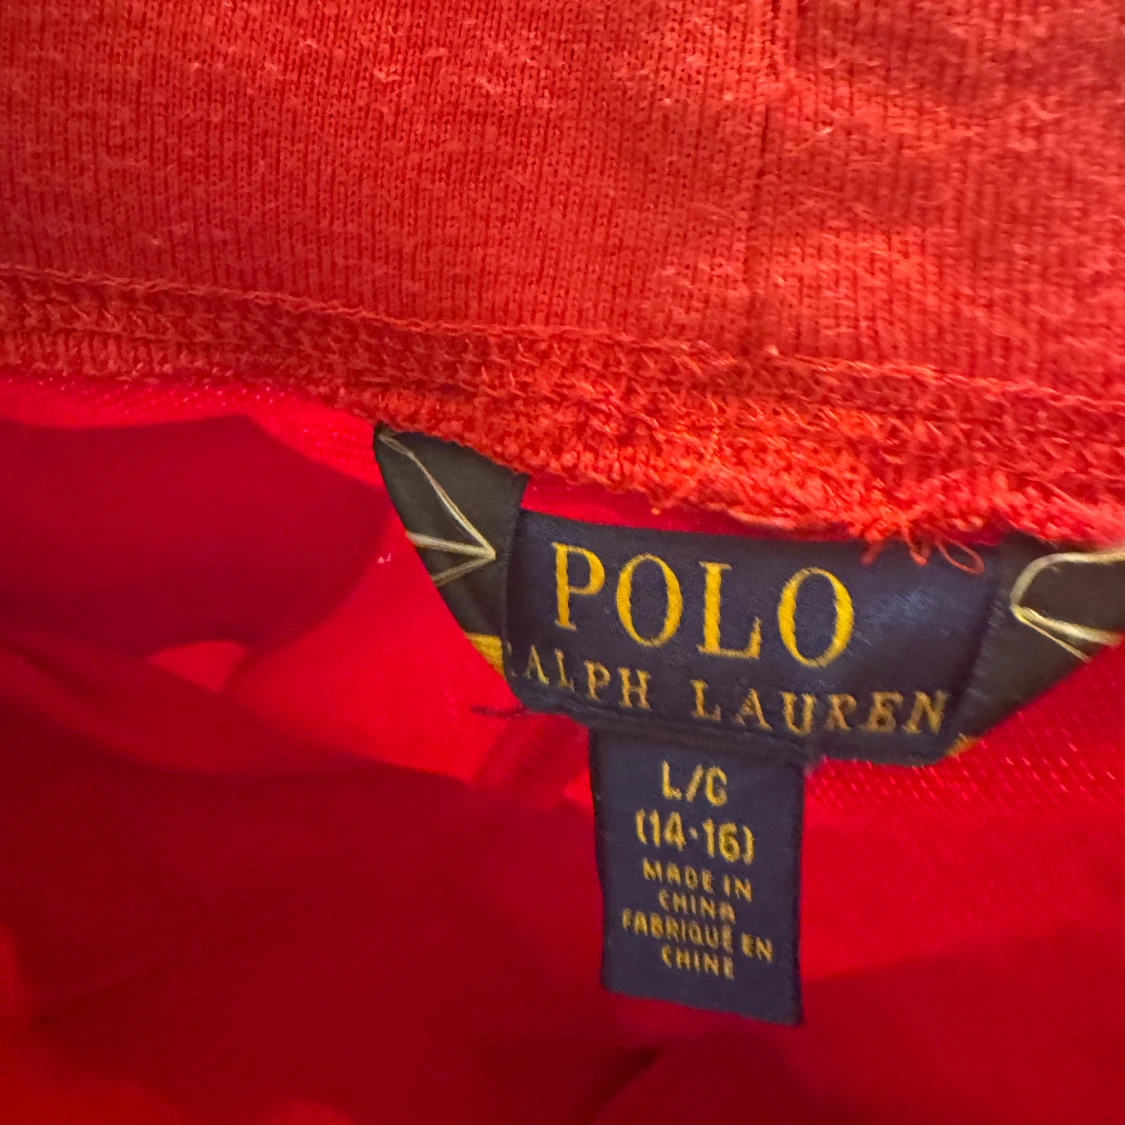 POLO
RALPH LAUREN
L/G
(14-16)
MADE IN
CHINA
FABRIQUÉ EN
CHINE